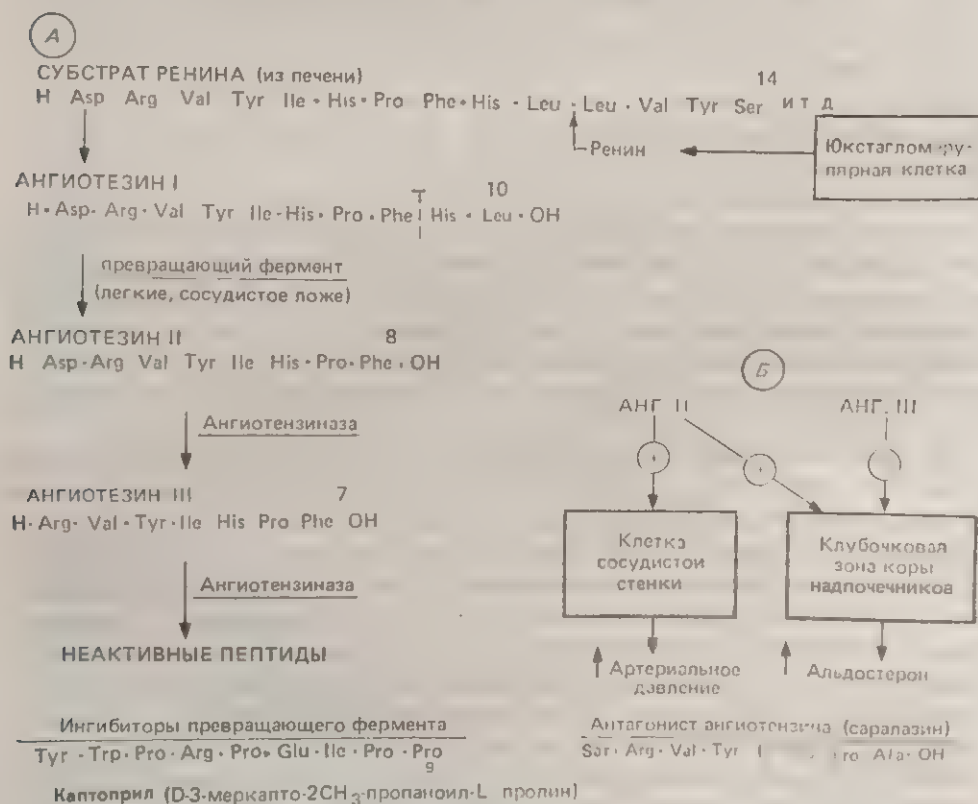 А
СУБСТРАТ РЕНИНА (из печени)
14
H Asp Arg Val Tyr Ile · His · Pro Phe · His · Leu · Leu · Val Tyr Ser и т д
Ренин
Юкстаглом·ру-
лярная клетка
АНГИОТЕЗИН I
10
H · Asp · Arg · Val Tyr Ile · His · Pro · Phe His · Leu · OH
превращающий фермент
(легкие, сосудистое ложе)
АНГИОТЕЗИН II
8
H Asp · Arg Val Tyr Ile His · Pro · Phe · OH
Ангиотензиназа
АНГИОТЕЗИН III
7
H · Arg · Val · Tyr · Ile His Pro Phe OH
Ангиотензиназа
НЕАКТИВНЫЕ ПЕПТИДЫ
Б
АНГ II
АНГ. III
+
+
Клетка
сосудистои
стенки
Клубочковая
зона коры
надпочечников
Артериальное
давление
Альдостерон
Ингибиторы превращающего фермента
Tyr · Trp · Pro · Arg · Pro · Glu · Ile · Pro · Pro
9
Каптоприл (D-3-меркапто-2CH3-пропаноил-L пролин)
Антагонист ангиотензина (саралазин)
Sar · Arg · Val · Tyr Ala · OH